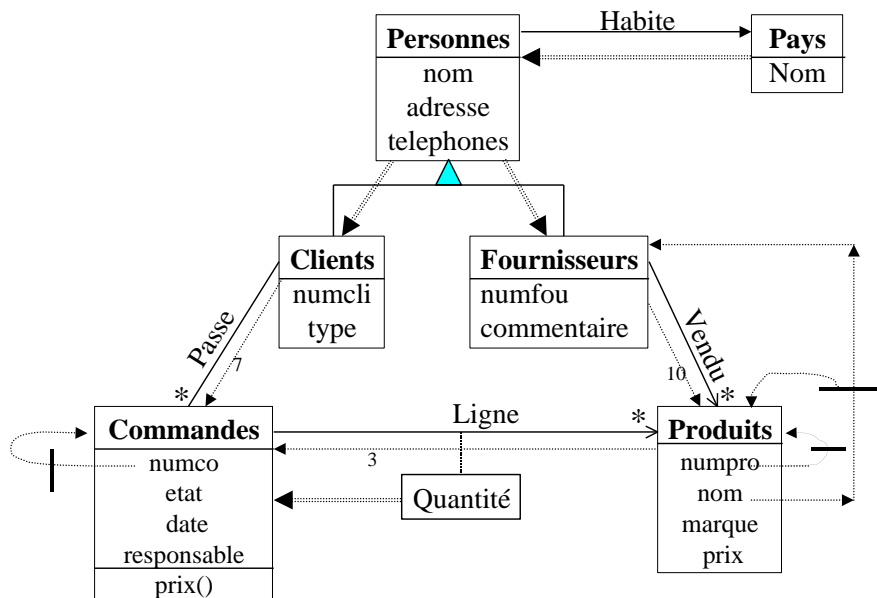 Habite
Personnes
Pays
nom
Nom
adresse
telephones
Clients
Fournisseurs
numcli
numfou
type
commentaire
Passe
Vendu
7
10
*
*
*
Ligne
Commandes
Produits
numco
3
numpro
etat
Quantité
nom
date
marque
responsable
prix
prix()